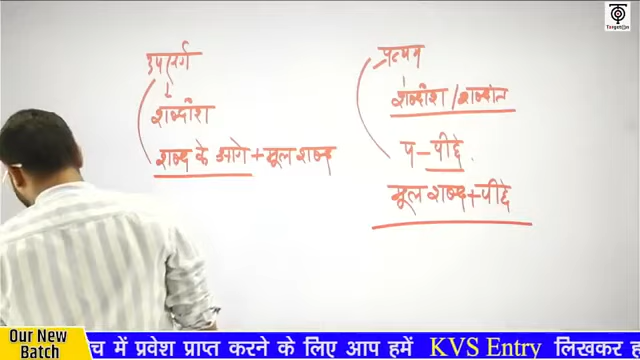 उपसर्ग
↓
शब्दाँश
शब्द के आगे + मूल शब्द
प्रत्यय
शब्दाँश / शब्दांत
प - पीछे
मूल शब्द + पीछे
Target@n
Our New
Batch
च में प्रवेश प्राप्त करने के लिए आप हमें KVS Entry लिखकर